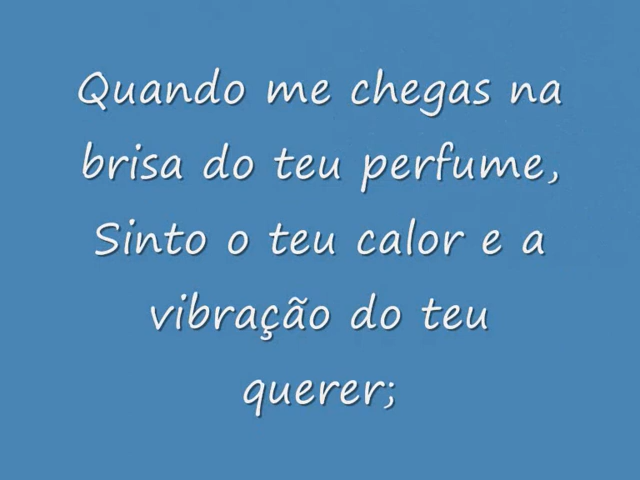 Quando me chegas na
brisa do teu perfume,
Sinto o teu calor e a
vibração do teu
querer;